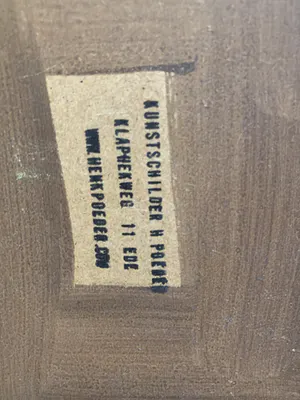 KUNSTSCHILDER H POEDER
KLAPHEKWEG 11 EDE
WWW.HENKPOEDER.COM